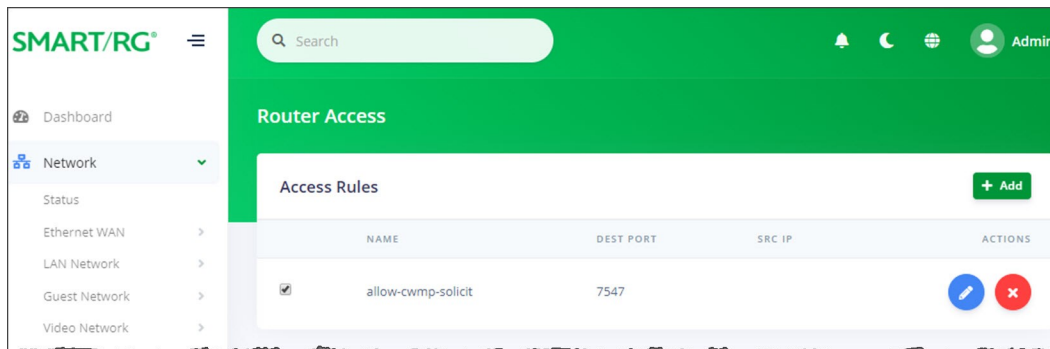 SMART/RG®
Search
Admin
Dashboard
Network
Status
Ethernet WAN
LAN Network
Guest Network
Video Network
Router Access
Access Rules
+ Add
NAME DEST PORT SRC IP ACTIONS
allow-cwmp-solicit 7547